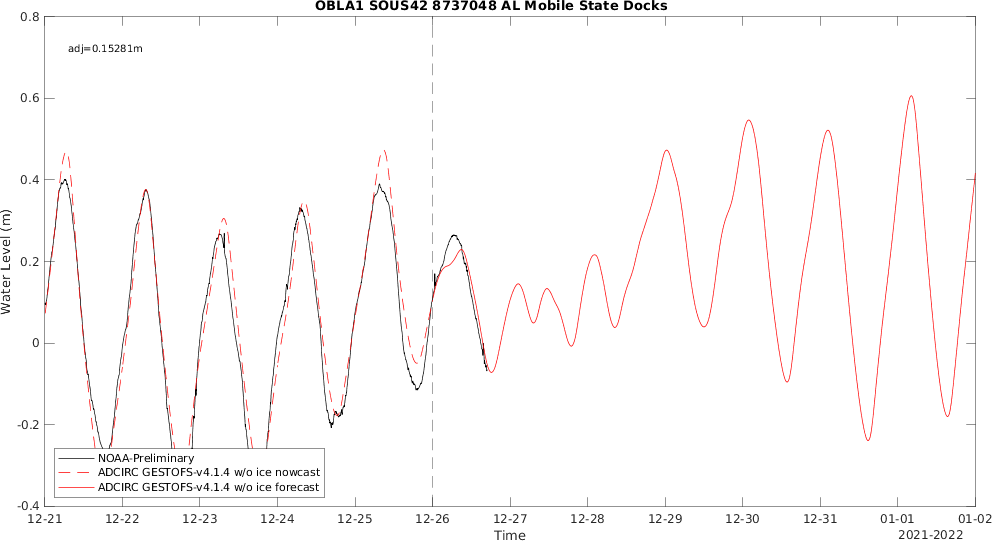 OBLA1 SOUS42 8737048 AL Mobile State Docks
adj=0.15281m
Water Level (m)
0.8
0.6
0.4
0.2
0
-0.2
-0.4
NOAA-Preliminary
ADCIRC GESTOFS-v4.1.4 w/o ice nowcast
ADCIRC GESTOFS-v4.1.4 w/o ice forecast
12-21 12-22 12-23 12-24 12-25 12-26 12-27 12-28 12-29 12-30 12-31 01-01 01-02
Time
2021-2022